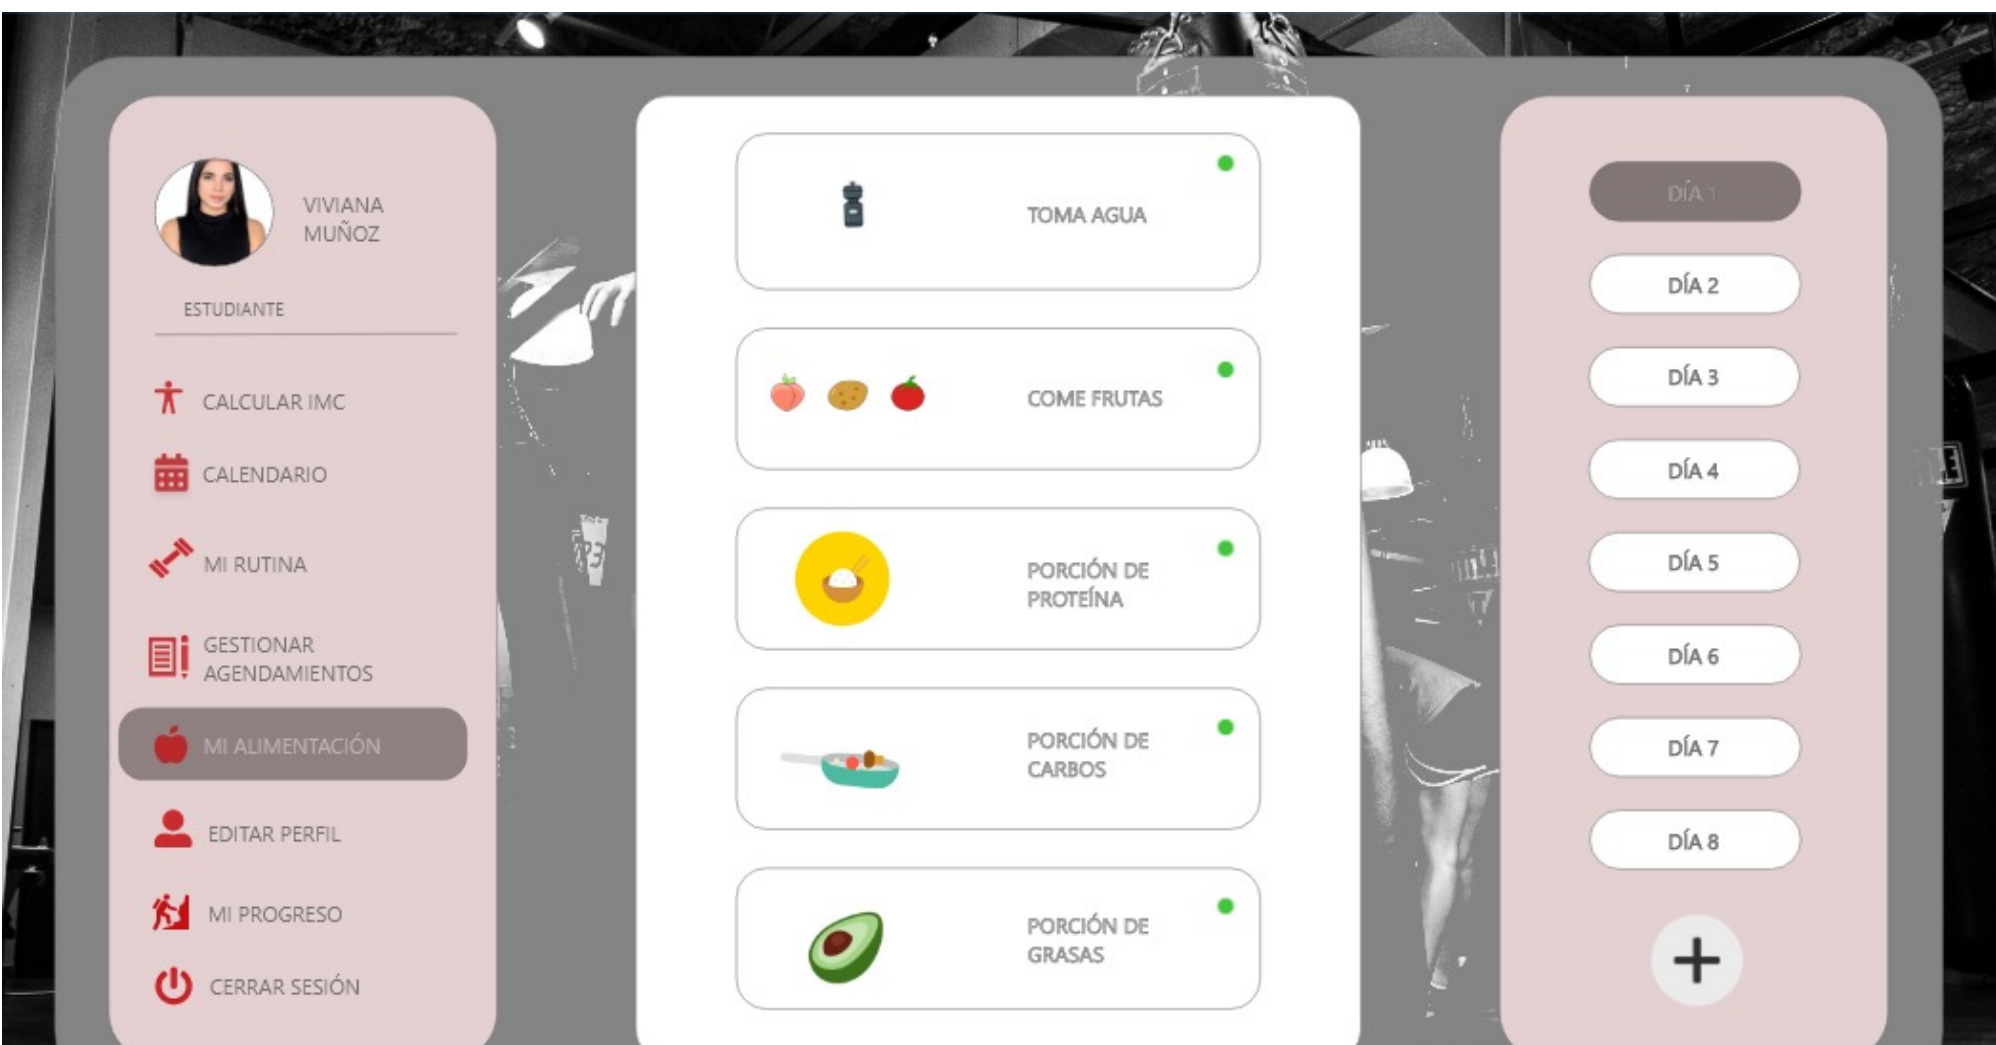 VIVIANA
MUÑOZ
ESTUDIANTE
CALCULAR IMC
CALENDARIO
MI RUTINA
GESTIONAR
AGENDAMIENTOS
MI ALIMENTACIÓN
EDITAR PERFIL
MI PROGRESO
CERRAR SESIÓN
TOMA AGUA
COME FRUTAS
PORCIÓN DE
PROTEÍNA
PORCIÓN DE
CARBOS
PORCIÓN DE
GRASAS
DÍA 1
DÍA 2
DÍA 3
DÍA 4
DÍA 5
DÍA 6
DÍA 7
DÍA 8